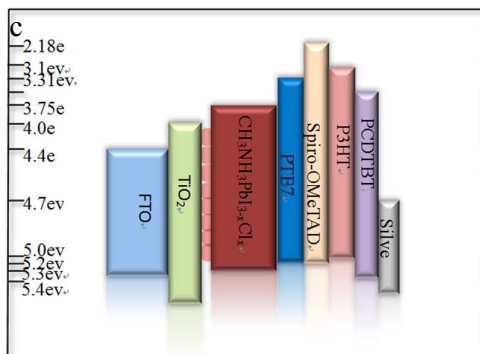 c
2.18e
3.1ev
3.31ev
3.75e
4.0e
4.4e
4.7ev
5.0ev
5.2ev
5.3ev
5.4ev
FTO
TiO₂
CH₃NH₃PbI₃₋ₓClₓ
PTB7
Spiro-OMeTAD
P3HT
PCDTBT
Silve